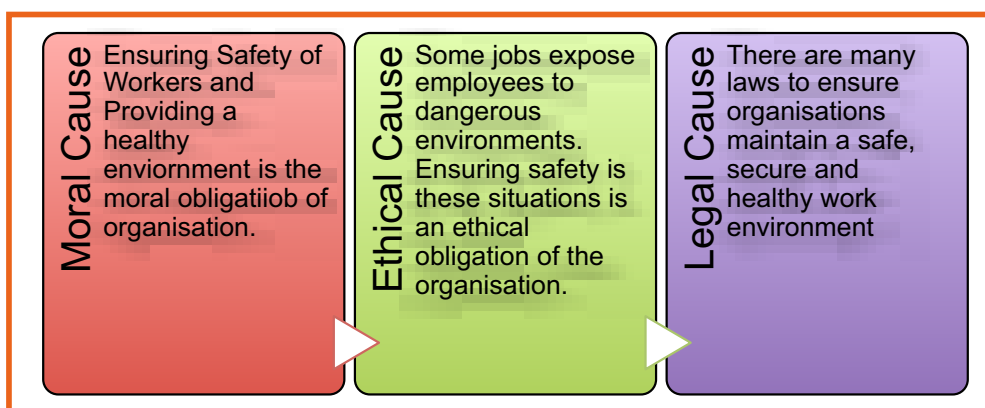 Moral Cause
Ensuring Safety of
Workers and
Providing a
healthy
enviornment is the
moral obligatiiob of
organisation.
Ethical Cause
Some jobs expose
employees to
dangerous
environments.
Ensuring safety is
these situations is
an ethical
obligation of the
organisation.
Legal Cause
There are many
laws to ensure
organisations
maintain a safe,
secure and
healthy work
environment